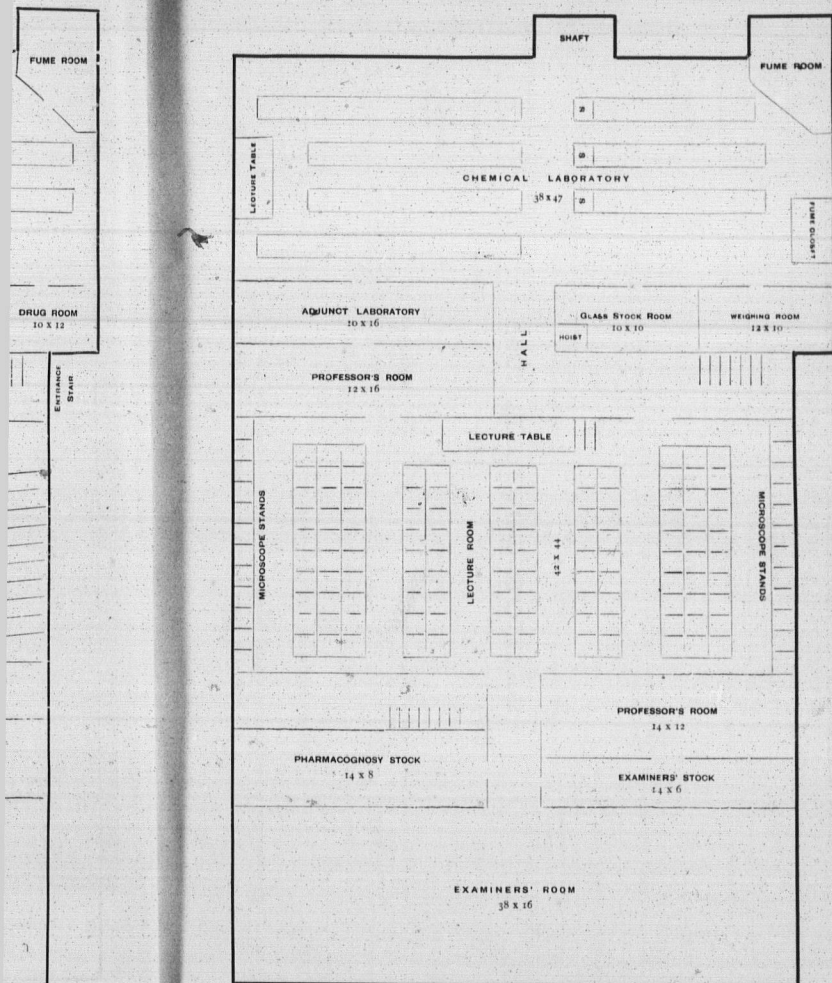 FUME ROOM
DRUG ROOM
10 X 12
ENTRANCE
STAIR
SHAFT
FUME ROOM
S
LECTURE TABLE
S
CHEMICAL LABORATORY
38 X 47
S
FUME CLOSET
ADJUNCT LABORATORY
10 X 16
HALL
GLASS STOCK ROOM
10 X 10
WEIGHING ROOM
12 X 10
HOIST
PROFESSOR'S ROOM
12 X 16
LECTURE TABLE
MICROSCOPE STANDS
LECTURE ROOM
42 X 44
MICROSCOPE STANDS
PROFESSOR'S ROOM
14 X 12
PHARMACOGNOSY STOCK
14 X 8
EXAMINERS' STOCK
14 X 6
EXAMINERS' ROOM
38 X 16